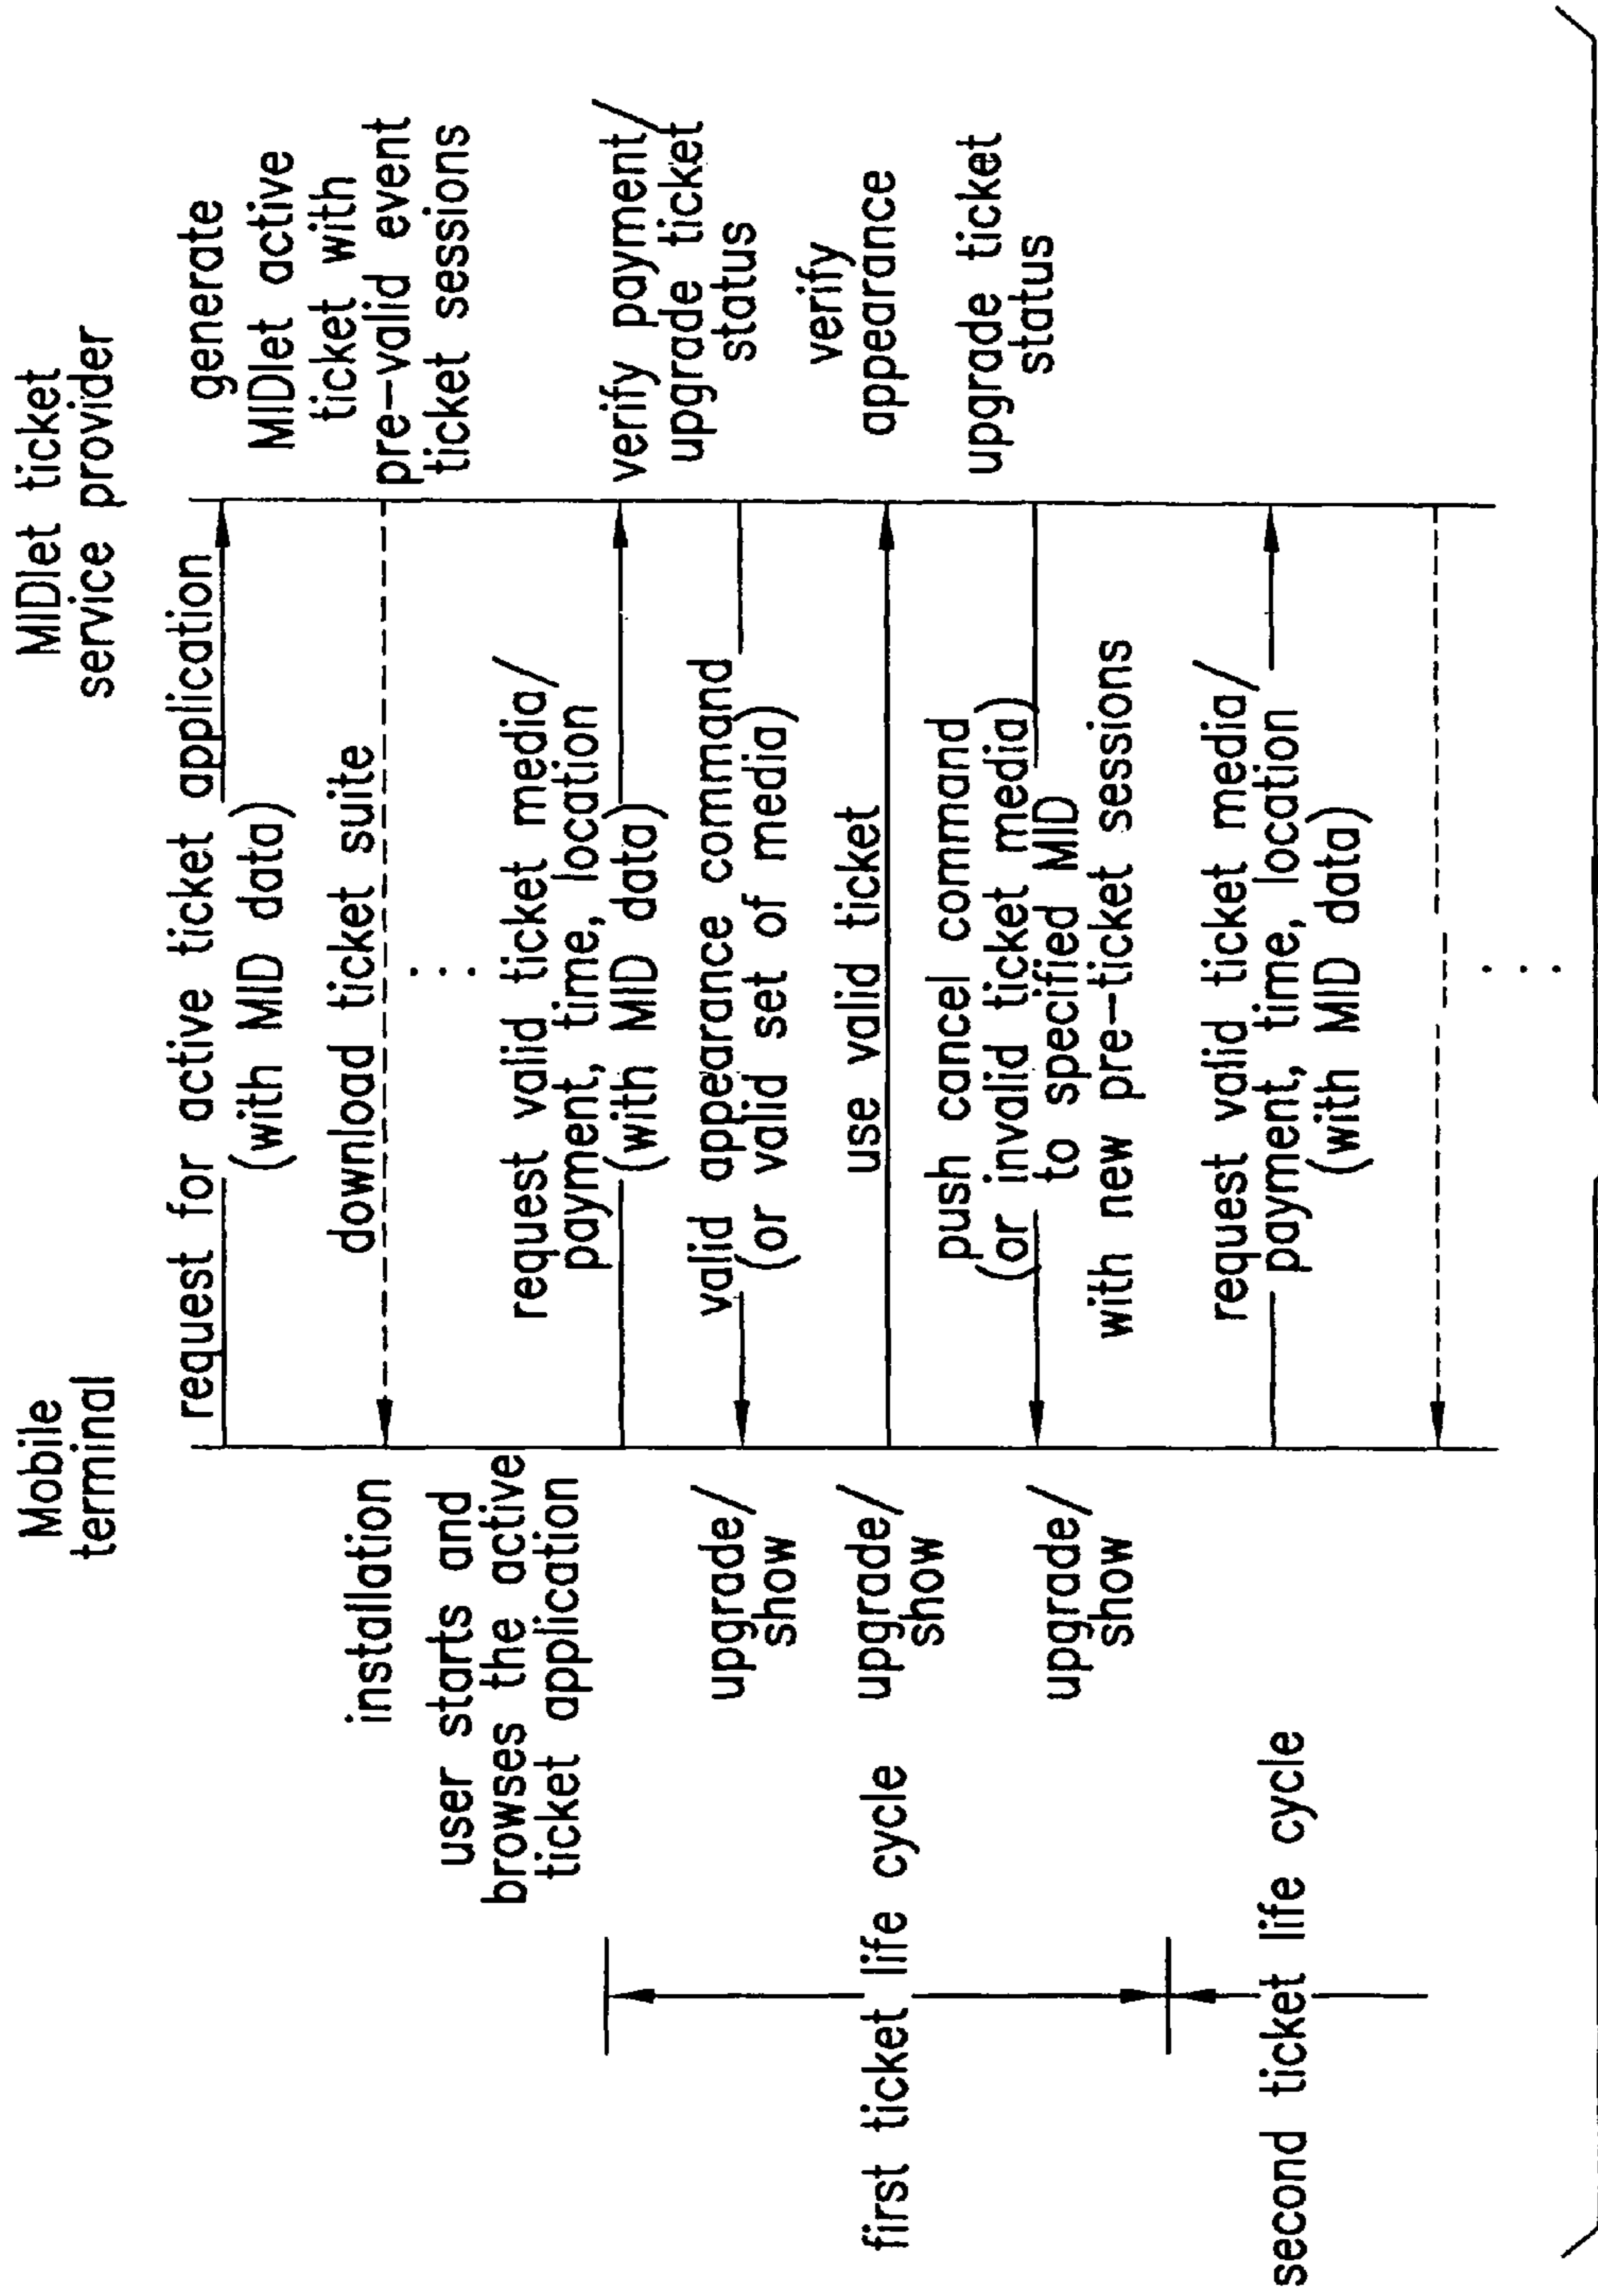 Mobile
terminal
MIDlet ticket
service provider
request for active ticket application
(with MID data)
generate
MIDlet active
ticket with
pre-valid event
ticket sessions
download ticket suite
installation
user starts and
browses the active
ticket application
request valid ticket media/
payment, time, location
(with MID data)
verify payment/
upgrade ticket
status
valid appearance command
(or valid set of media)
upgrade/
show
use valid ticket
verify
appearance
upgrade/
show
push cancel command
(or invalid ticket media)
to specified MID
with new pre-ticket sessions
upgrade ticket
status
upgrade/
show
first ticket life cycle
request valid ticket media/
payment, time, location
(with MID data)
second ticket life cycle